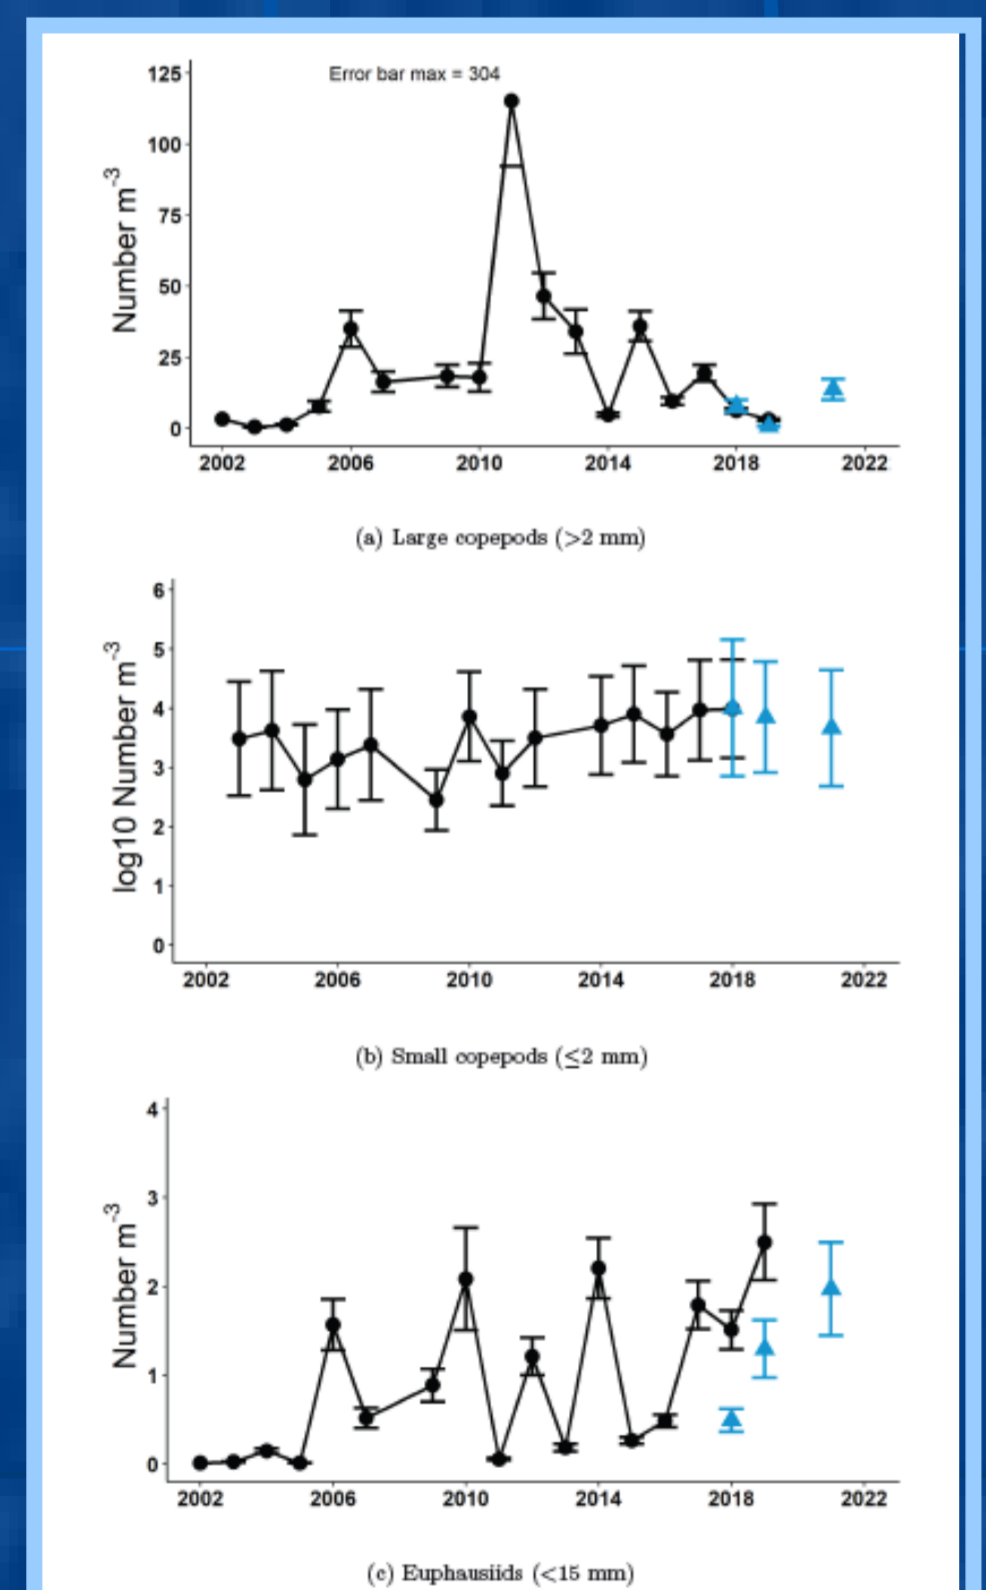 Error bar max = 304
Number m-3
125
100
75
50
25
0
2002 2006 2010 2014 2018 2022
(a) Large copepods (>2 mm)
log10 Number m-3
6
5
4
3
2
1
0
2002 2006 2010 2014 2018 2022
(b) Small copepods (≤2 mm)
Number m-3
4
3
2
1
0
2002 2006 2010 2014 2018 2022
(c) Euphausiids (<15 mm)